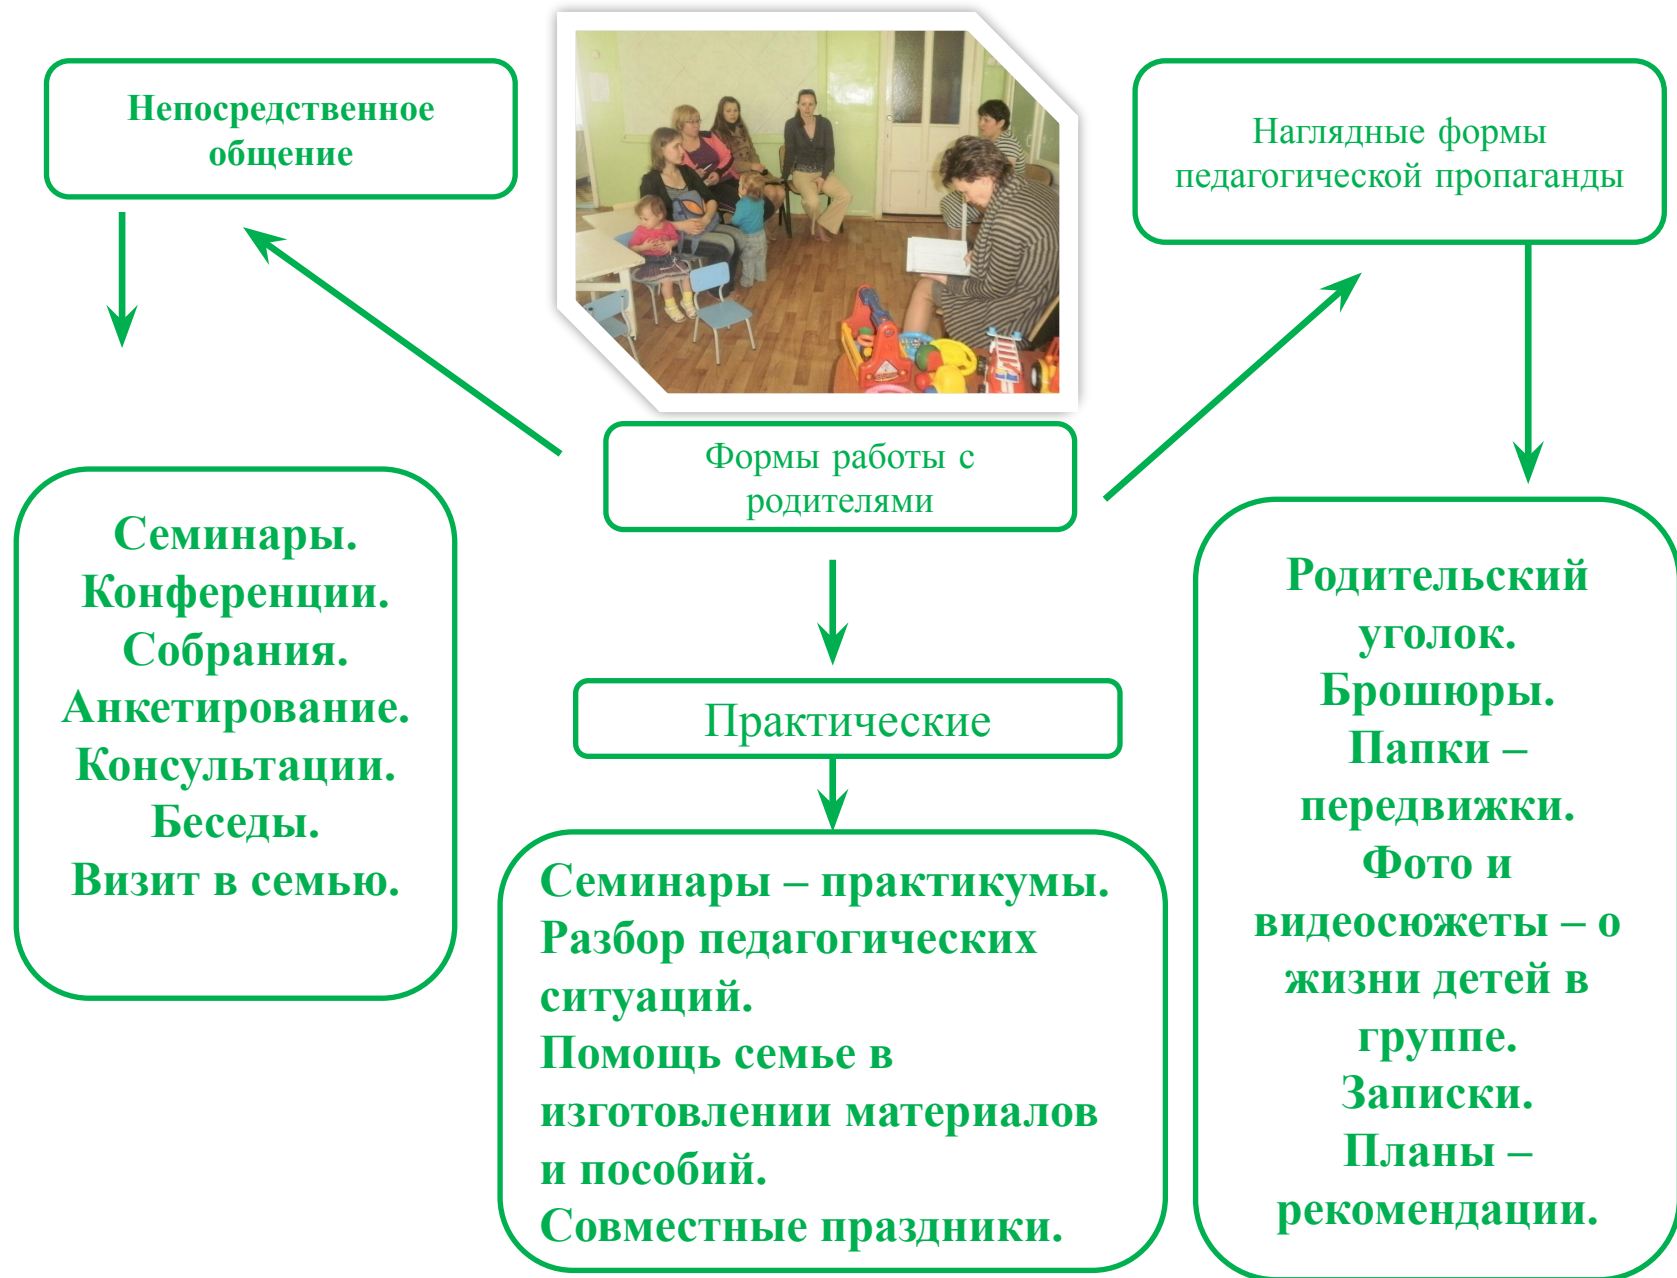 Непосредственное
общение
Наглядные формы
педагогической пропаганды
Формы работы с
родителями
Семинары.
Конференции.
Собрания.
Анкетирование.
Консультации.
Беседы.
Визит в семью.
Практические
Семинары – практикумы.
Разбор педагогических
ситуаций.
Помощь семье в
изготовлении материалов
и пособий.
Совместные праздники.
Родительский
уголок.
Брошюры.
Папки –
передвижки.
Фото и
видеосюжеты – о
жизни детей в
группе.
Записки.
Планы –
рекомендации.